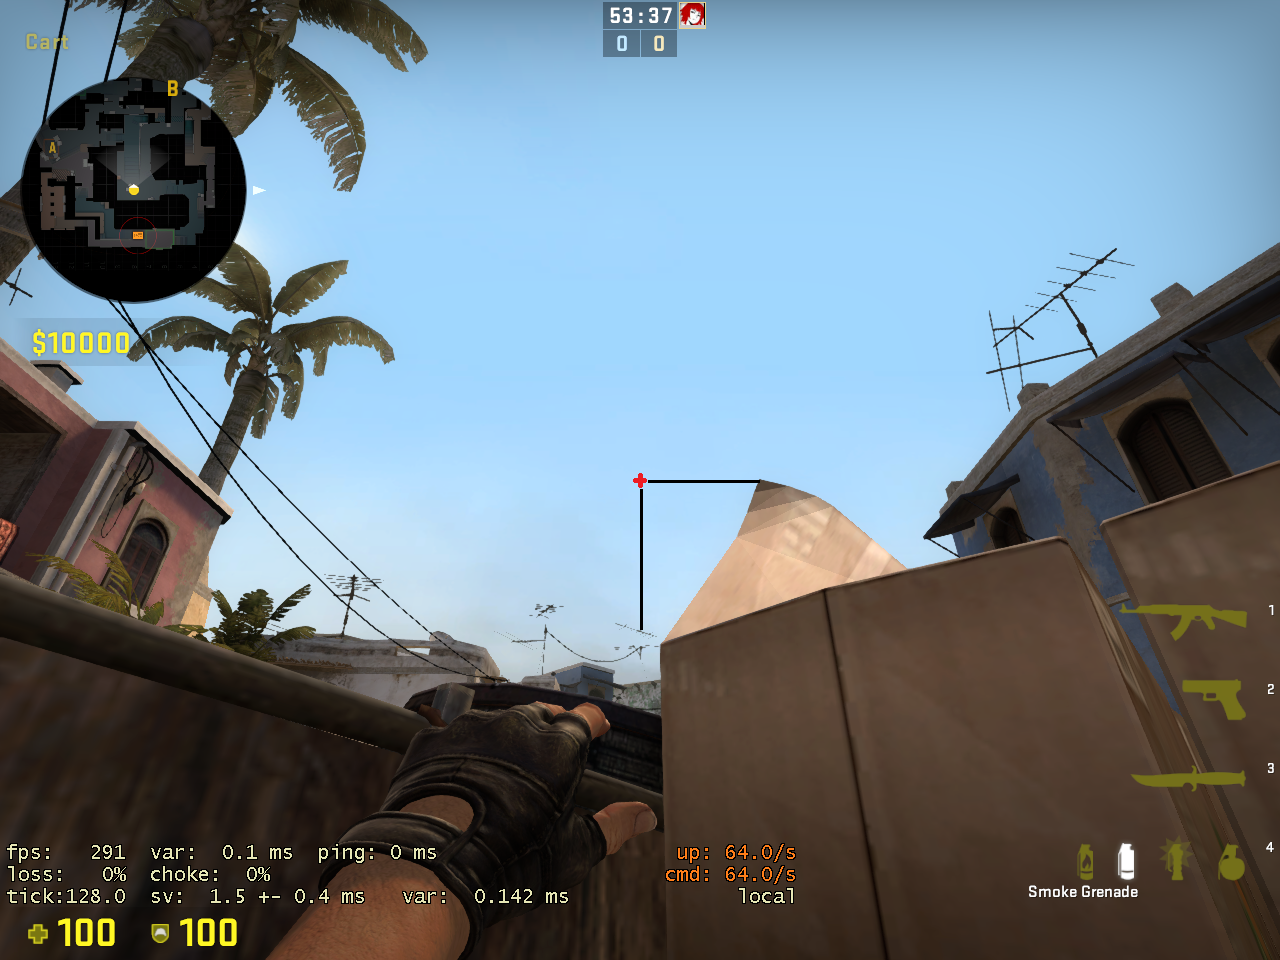 53:37
0 0
Cart
B
A
$10000
1
2
3
4
Smoke Grenade
fps: 291 var: 0.1 ms ping: 0 ms
loss: 0% choke: 0%
tick:128.0 sv: 1.5 +- 0.4 ms var: 0.142 ms
up: 64.0/s
cmd: 64.0/s
local
100 100